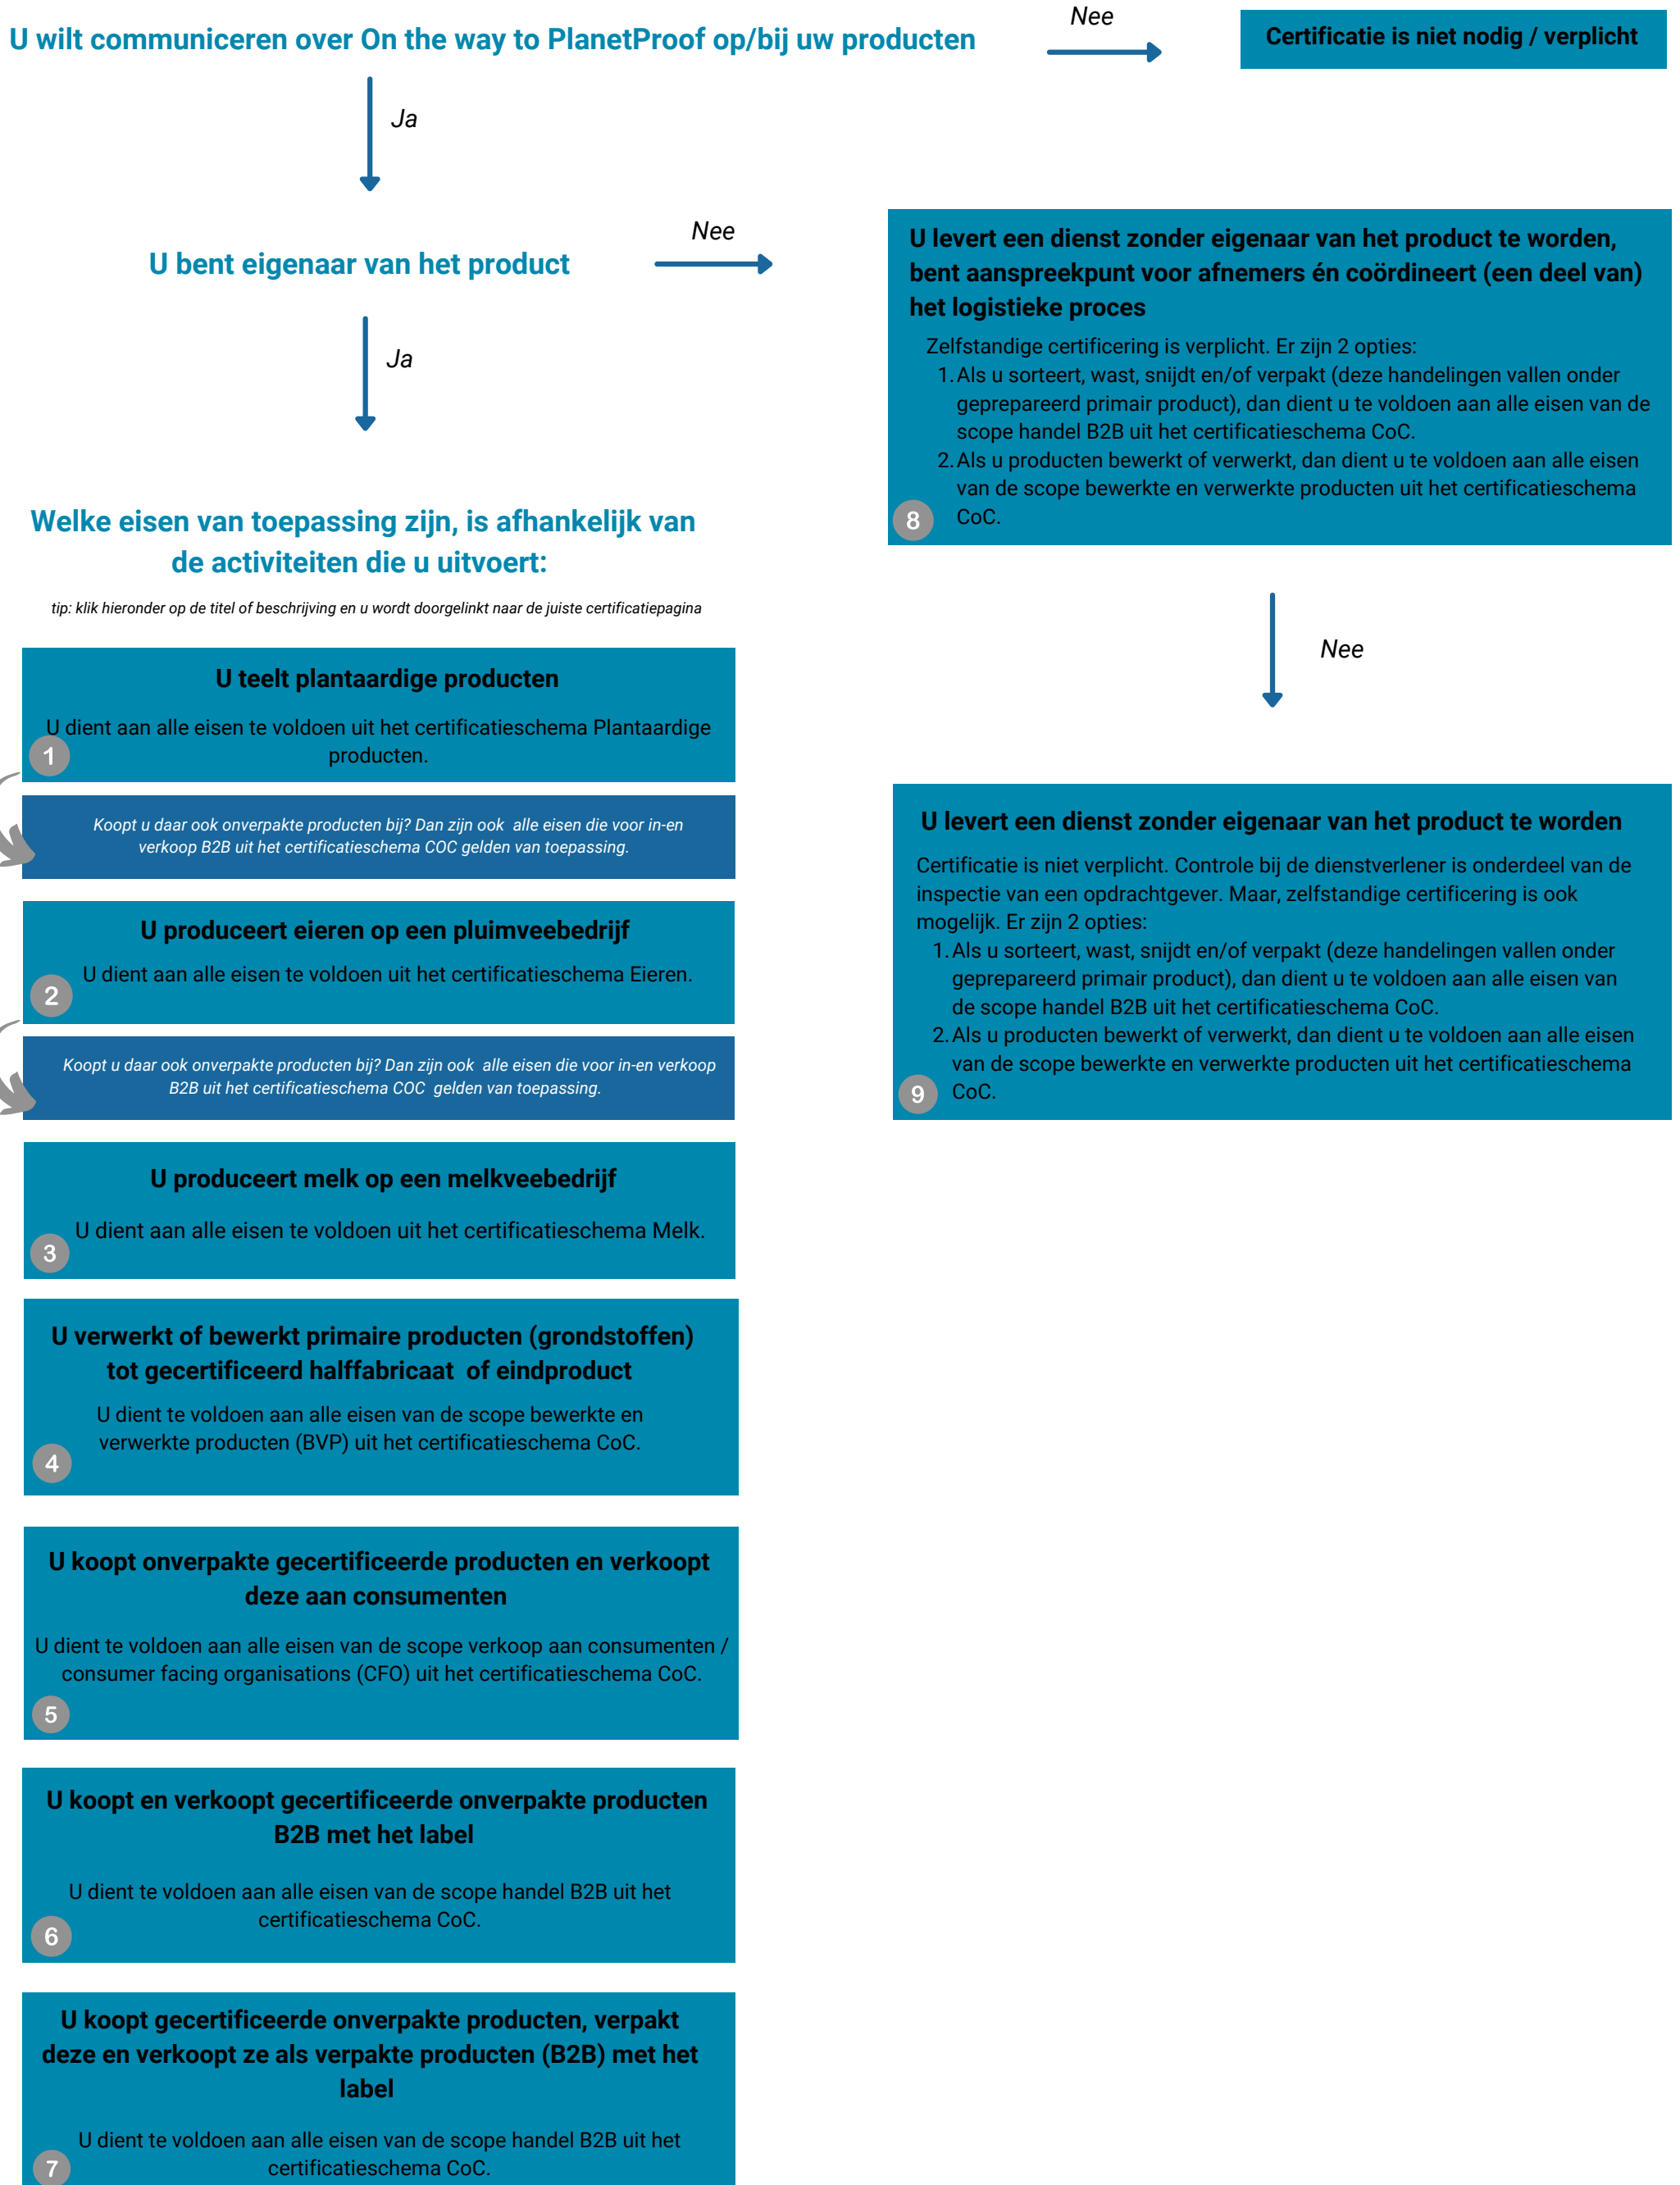 U wilt communiceren over On the way to PlanetProof op/bij uw producten
Nee
Certificatie is niet nodig / verplicht
Ja
U bent eigenaar van het product
Nee
Ja
U levert een dienst zonder eigenaar van het product te worden,
bent aanspreekpunt voor afnemers én coördineert (een deel van)
het logistieke proces
Zelfstandige certificering is verplicht. Er zijn 2 opties:
1. Als u sorteert, wast, snijdt en/of verpakt (deze handelingen vallen onder
geprepareerd primair product), dan dient u te voldoen aan alle eisen van de
scope handel B2B uit het certificatieschema CoC.
2. Als u producten bewerkt of verwerkt, dan dient u te voldoen aan alle eisen
van de scope bewerkte en verwerkte producten uit het certificatieschema
CoC.
8
Nee
U levert een dienst zonder eigenaar van het product te worden
Certificatie is niet verplicht. Controle bij de dienstverlener is onderdeel van de
inspectie van een opdrachtgever. Maar, zelfstandige certificering is ook
mogelijk. Er zijn 2 opties:
1. Als u sorteert, wast, snijdt en/of verpakt (deze handelingen vallen onder
geprepareerd primair product), dan dient u te voldoen aan alle eisen van
de scope handel B2B uit het certificatieschema CoC.
2. Als u producten bewerkt of verwerkt, dan dient u te voldoen aan alle eisen
van de scope bewerkte en verwerkte producten uit het certificatieschema
CoC.
9
Welke eisen van toepassing zijn, is afhankelijk van
de activiteiten die u uitvoert:
tip: klik hieronder op de titel of beschrijving en u wordt doorgelinkt naar de juiste certificatiepagina
U teelt plantaardige producten
U dient aan alle eisen te voldoen uit het certificatieschema Plantaardige
producten.
1
Koopt u daar ook onverpakte producten bij? Dan zijn ook alle eisen die voor in-en
verkoop B2B uit het certificatieschema COC gelden van toepassing.
U produceert eieren op een pluimveebedrijf
U dient aan alle eisen te voldoen uit het certificatieschema Eieren.
2
Koopt u daar ook onverpakte producten bij? Dan zijn ook alle eisen die voor in-en verkoop
B2B uit het certificatieschema COC gelden van toepassing.
U produceert melk op een melkveebedrijf
U dient aan alle eisen te voldoen uit het certificatieschema Melk.
3
U verwerkt of bewerkt primaire producten (grondstoffen)
tot gecertificeerd halffabricaat of eindproduct
U dient te voldoen aan alle eisen van de scope bewerkte en
verwerkte producten (BVP) uit het certificatieschema CoC.
4
U koopt onverpakte gecertificeerde producten en verkoopt
deze aan consumenten
U dient te voldoen aan alle eisen van de scope verkoop aan consumenten /
consumer facing organisations (CFO) uit het certificatieschema CoC.
5
U koopt en verkoopt gecertificeerde onverpakte producten
B2B met het label
U dient te voldoen aan alle eisen van de scope handel B2B uit het
certificatieschema CoC.
6
U koopt gecertificeerde onverpakte producten, verpakt
deze en verkoopt ze als verpakte producten (B2B) met het
label
U dient te voldoen aan alle eisen van de scope handel B2B uit het
certificatieschema CoC.
7